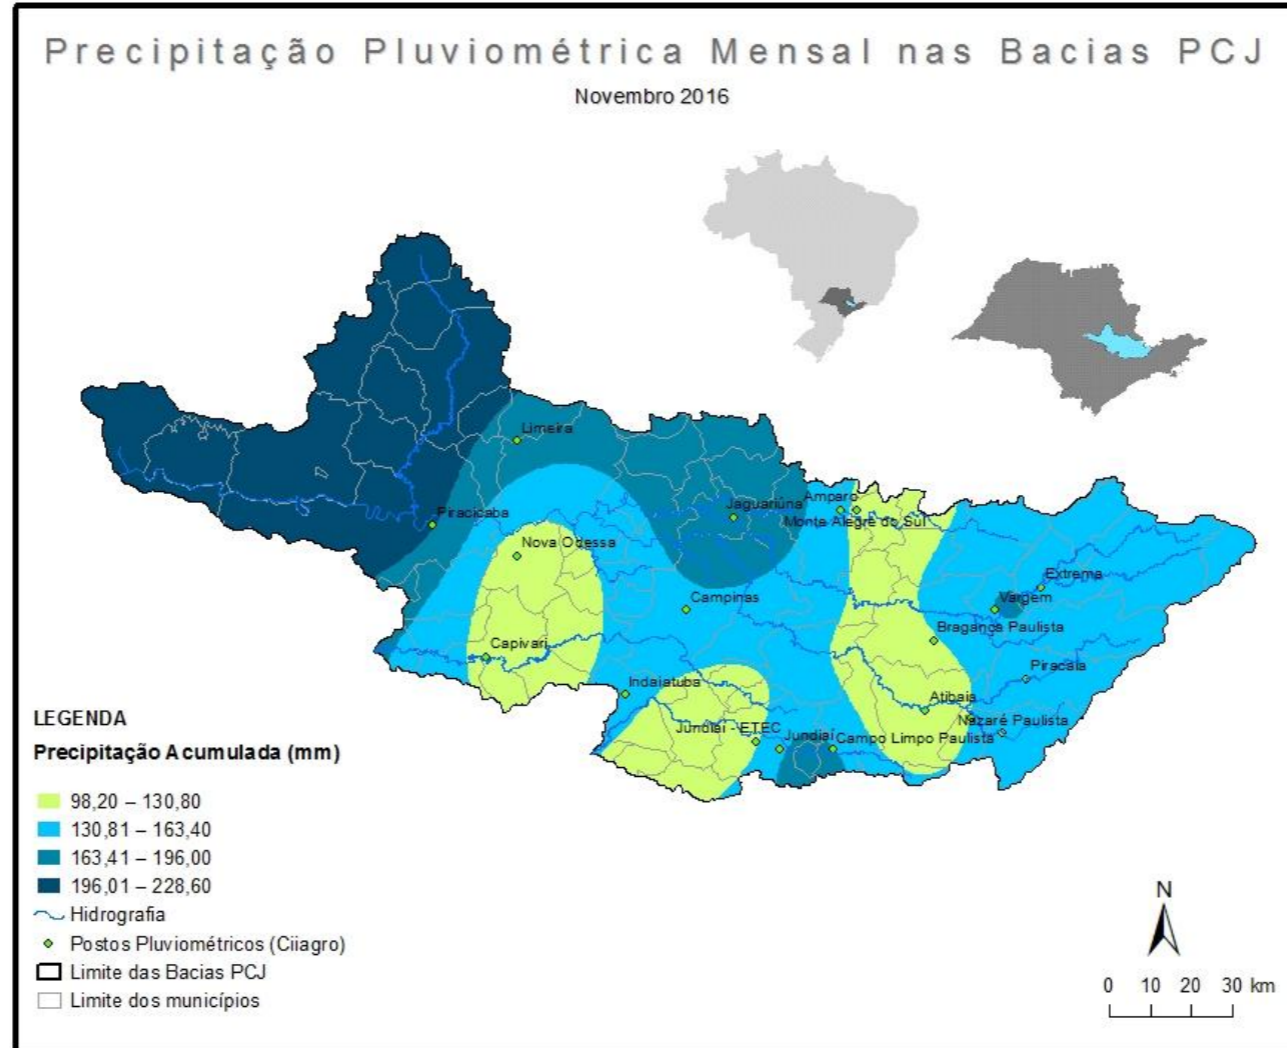 Precipitação Pluviométrica Mensal nas Bacias PCJ
Novembro 2016
Limeira
Piracicaba
Jaguariúna
Amparo
Monte Alegre do Sul
Nova Odessa
Extrema
Campinas
Vargem
Bragança Paulista
Capivari
Piracaia
Indaiatuba
Atibaia
Nazaré Paulista
Jundiaí - ETEC
Jundiaí
Campo Limpo Paulista
LEGENDA
Precipitação Acumulada (mm)
98,20 – 130,80
130,81 – 163,40
163,41 – 196,00
196,01 – 228,60
Hidrografia
Postos Pluviométricos (Ciiagro)
Limite das Bacias PCJ
Limite dos municípios
N
0 10 20 30 km